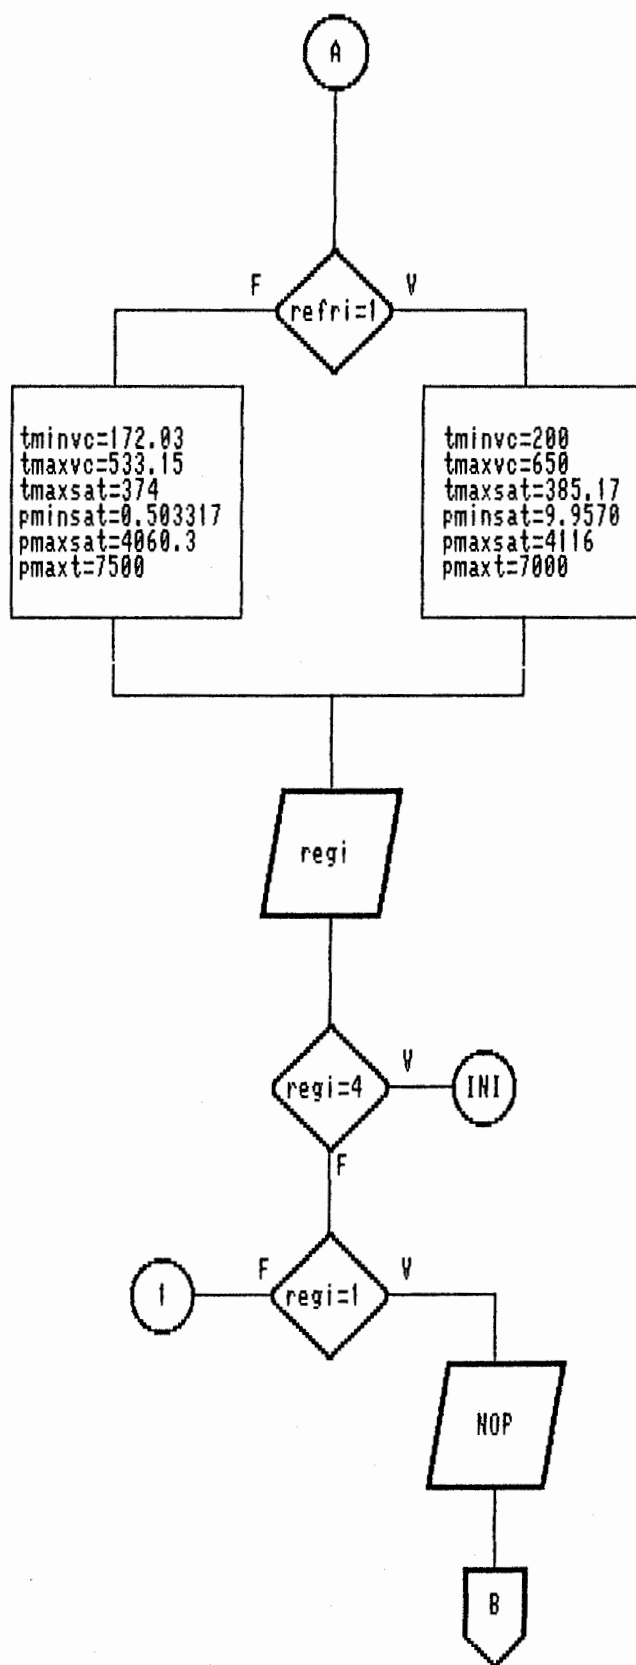 A
F
V
refri=1
tminvc=172.03
tmaxvc=533.15
tmaxsat=374
pminsat=0.503317
pmaxsat=4060.3
pmaxt=7500
tminvc=200
tmaxvc=650
tmaxsat=385.17
pminsat=9.9570
pmaxsat=4116
pmaxt=7000
regi
regi=4
V
INI
F
1
F
regi=1
V
NOP
B